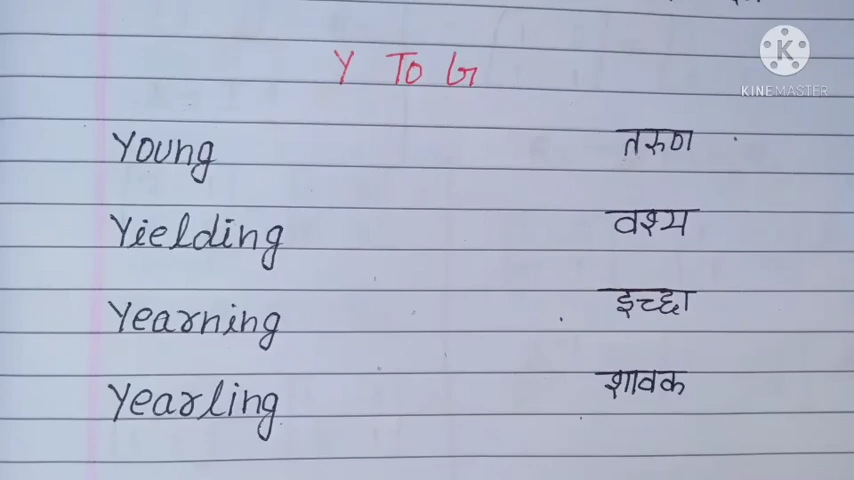 Y To G
Young तरुण
Yielding वश्य
Yearning इच्छा
Yearling शावक
KINEMASTER